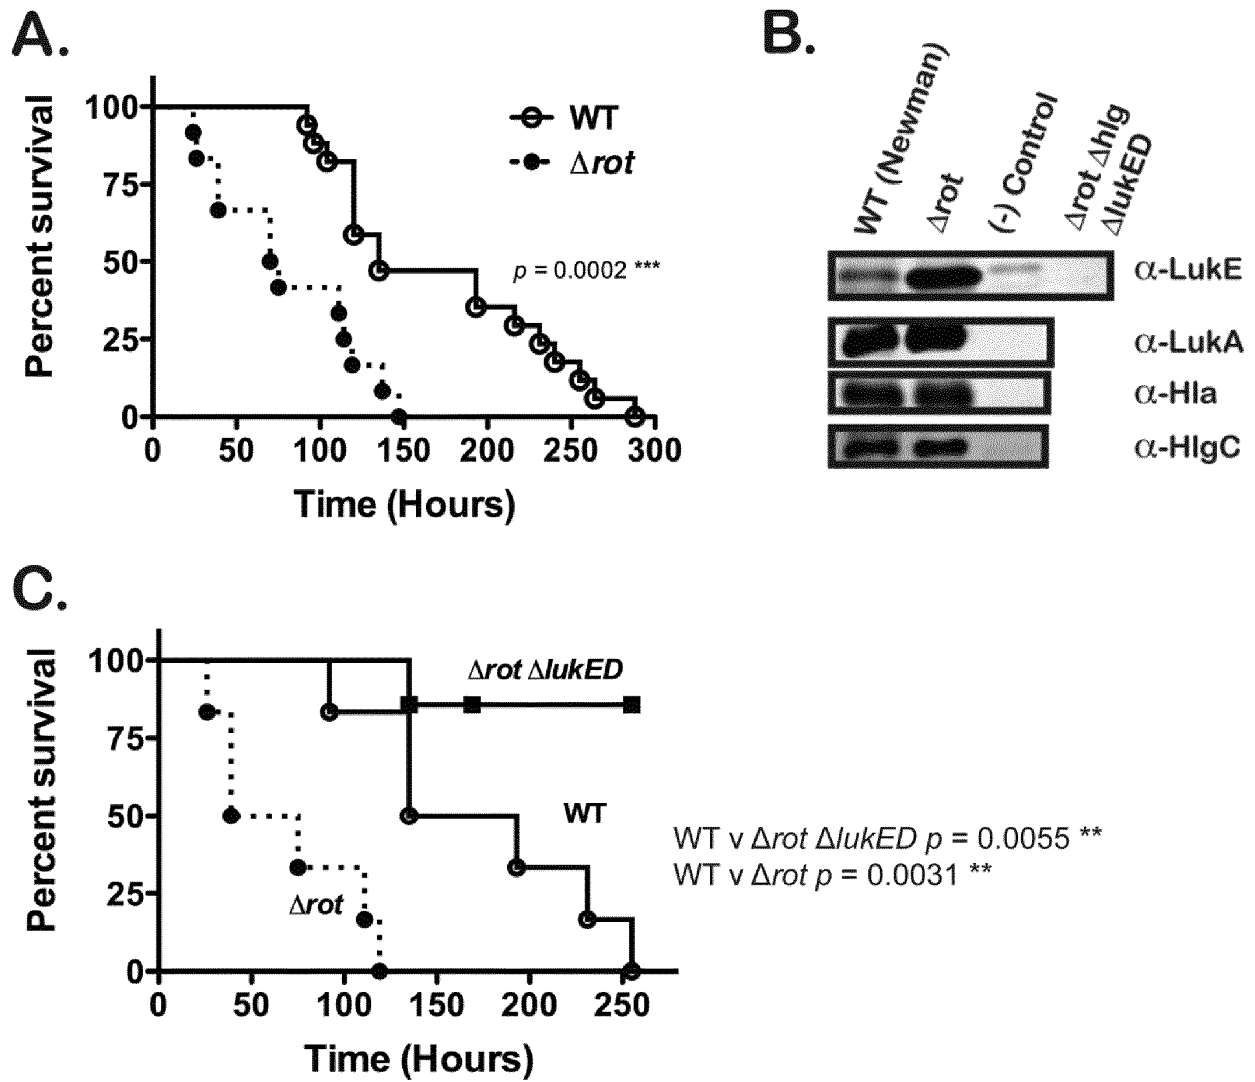 A.
Percent survival
100
75
50
25
0
0 50 100 150 200 250 300
Time (Hours)
WT
Δrot
p = 0.0002 ***
B.
WT (Newman)
Δrot
(-) Control
Δrot Δhlg
ΔlukED
α-LukE
α-LukA
α-Hla
α-HlgC
C.
Percent survival
100
75
50
25
0
0 50 100 150 200 250
Time (Hours)
Δrot ΔlukED
WT
Δrot
WT v Δrot ΔlukED p = 0.0055 **
WT v Δrot p = 0.0031 **